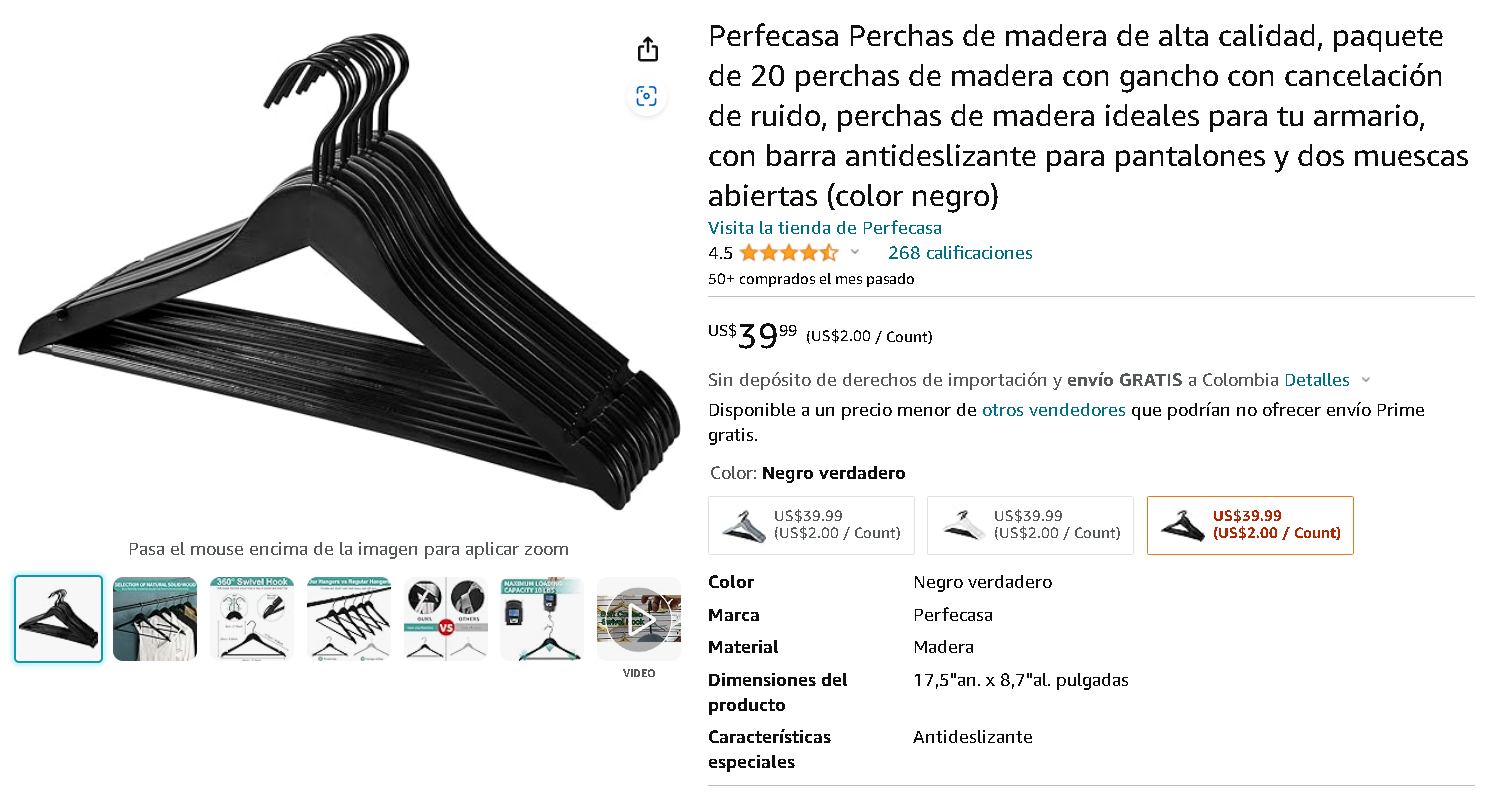 Perfecasa Perchas de madera de alta calidad, paquete
de 20 perchas de madera con gancho con cancelación
de ruido, perchas de madera ideales para tu armario,
con barra antideslizante para pantalones y dos muescas
abiertas (color negro)
Visita la tienda de Perfecasa
4.5
268 calificaciones
50+ comprados el mes pasado
US$3999 (US$2.00 / Count)
Sin depósito de derechos de importación y envío GRATIS a Colombia Detalles
Disponible a un precio menor de otros vendedores que podrían no ofrecer envío Prime
gratis.
Color: Negro verdadero
US$39.99
(US$2.00 / Count)
US$39.99
(US$2.00 / Count)
US$39.99
(US$2.00 / Count)
Color Negro verdadero
Marca Perfecasa
Material Madera
Dimensiones del 17,5"an. x 8,7"al. pulgadas
producto
Características Antideslizante
especiales
Pasa el mouse encima de la imagen para aplicar zoom
SELECTION OF NATURAL SOLID WOOD
360° Swivel Hook
Our Hangers vs Regular Hangers
OURS
VS
OTHERS
MAXIMUM LOADING
CAPACITY 10 LBS
Swivel Hook
VIDEO